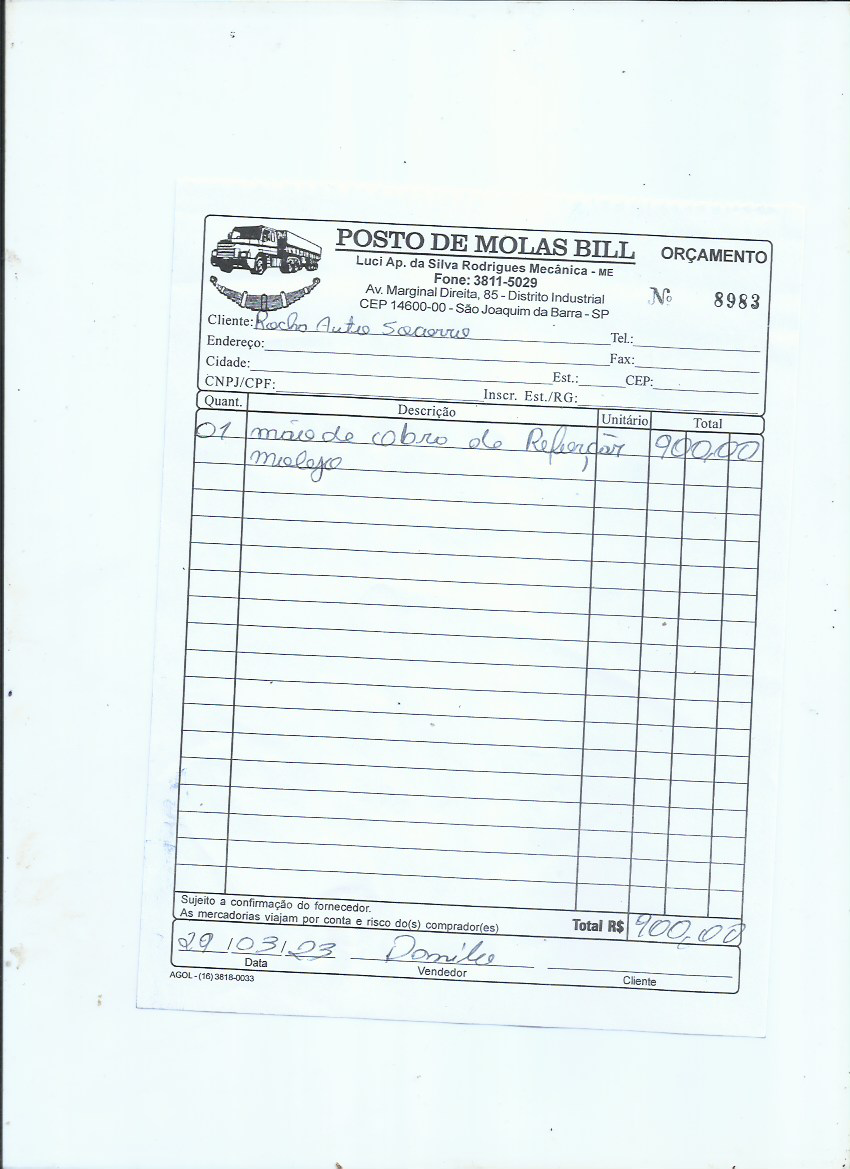 POSTO DE MOLAS BILL
ORÇAMENTO
Luci Ap. da Silva Rodrigues Mecânica - ME
Fone: 3811-5029
Av. Marginal Direita, 85 - Distrito Industrial
CEP 14600-00 - São Joaquim da Barra - SP
Nº 8983
Cliente: Rocho Auto Socorro Tel.:
Endereço: Fax:
Cidade: Est.: CEP:
CNPJ/CPF: Inscr. Est./RG:
Quant. Descrição Unitário Total
01 mão de cobro de Reforçar 900,00
molejo
Sujeito a confirmação do fornecedor.
As mercadorias viajam por conta e risco do(s) comprador(es)
Total R$ 900,00
29/03/23 Danilo
Data Vendedor Cliente
AGOL - (16) 3818-0033